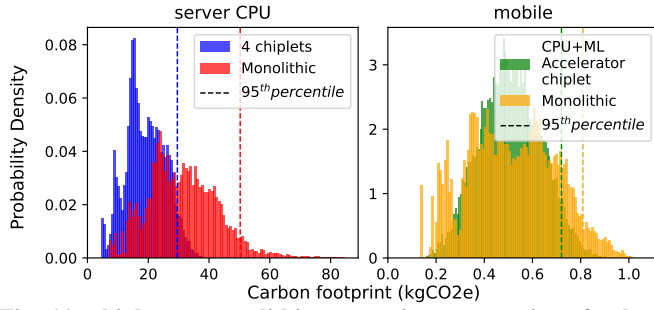 server CPU
mobile
Probability Density
0.08
0.06
0.04
0.02
0.00
4 chiplets
Monolithic
95th percentile
0 20 40 60 80
3
2
1
0
CPU+ML
Accelerator
chiplet
Monolithic
95th percentile
0.0 0.2 0.4 0.6 0.8 1.0
Carbon footprint (kgCO2e)